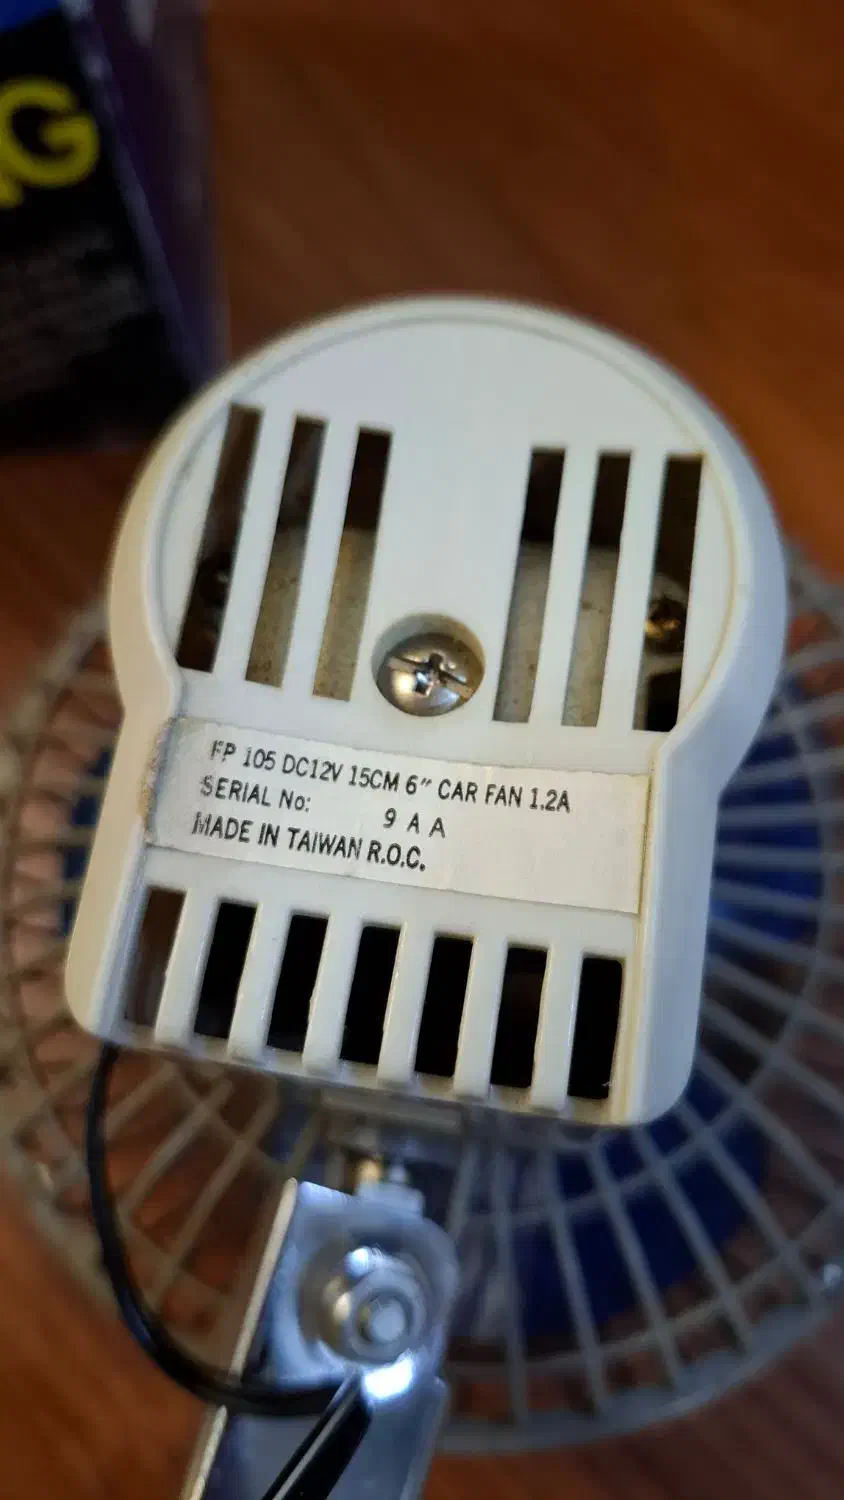 G
FP 105 DC12V 15CM 6" CAR FAN 1.2A
SERIAL No: 9 A A
MADE IN TAIWAN R.O.C.